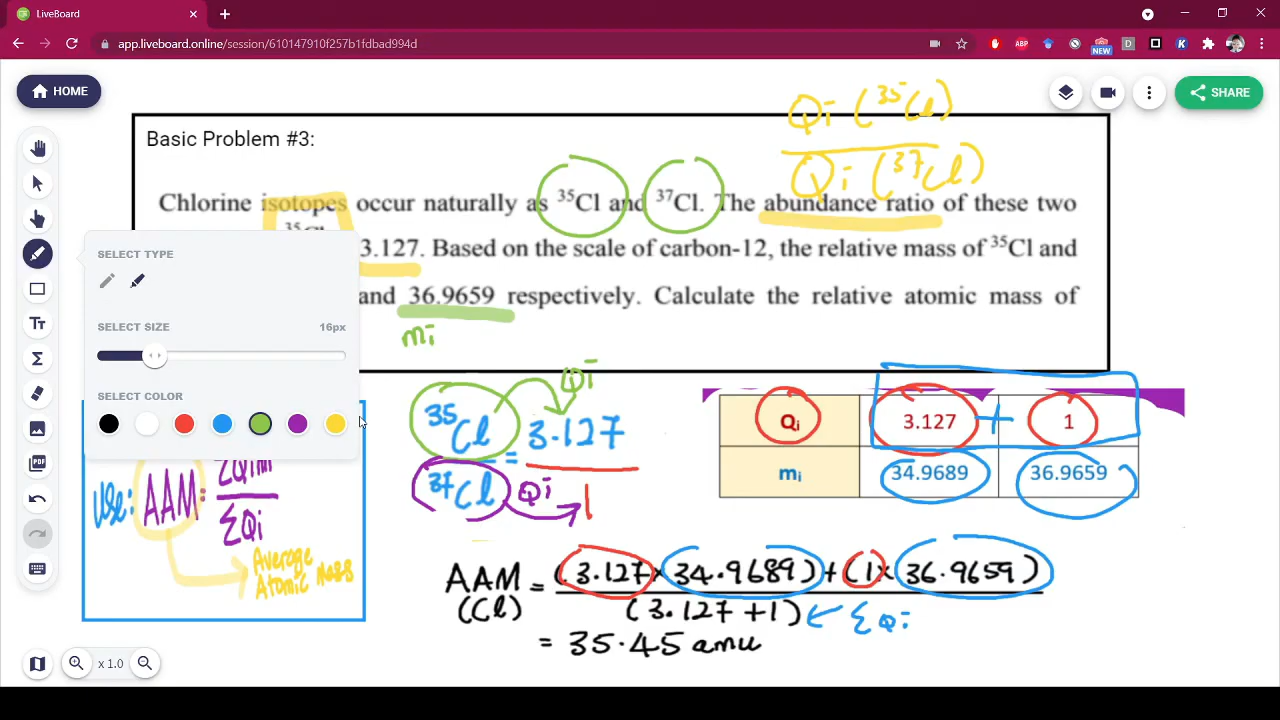 LiveBoard
app.liveboard.online/session/610147910f257b1fdbad994d
ABP
NEW
HOME
SHARE
Qi (³⁵Cl)
Qi (³⁷Cl)
Basic Problem #3:
Chlorine isotopes occur naturally as ³⁵Cl and ³⁷Cl. The abundance ratio of these two
3.127. Based on the scale of carbon-12, the relative mass of ³⁵Cl and
and 36.9659 respectively. Calculate the relative atomic mass of
mi
SELECT TYPE
SELECT SIZE 16px
SELECT COLOR
Use: AAM: ΣQimi
ΣQi
Average
Atomic Mass
Qi
³⁵Cl = 3.127
³⁷Cl Qi 1
Qᵢ 3.127 + 1
mᵢ 34.9689 36.9659
AAM = (3.127 × 34.9689) + (1 × 36.9659)
(Cl) (3.127 + 1) ← ΣQi
= 35.45 amu
x 1.0